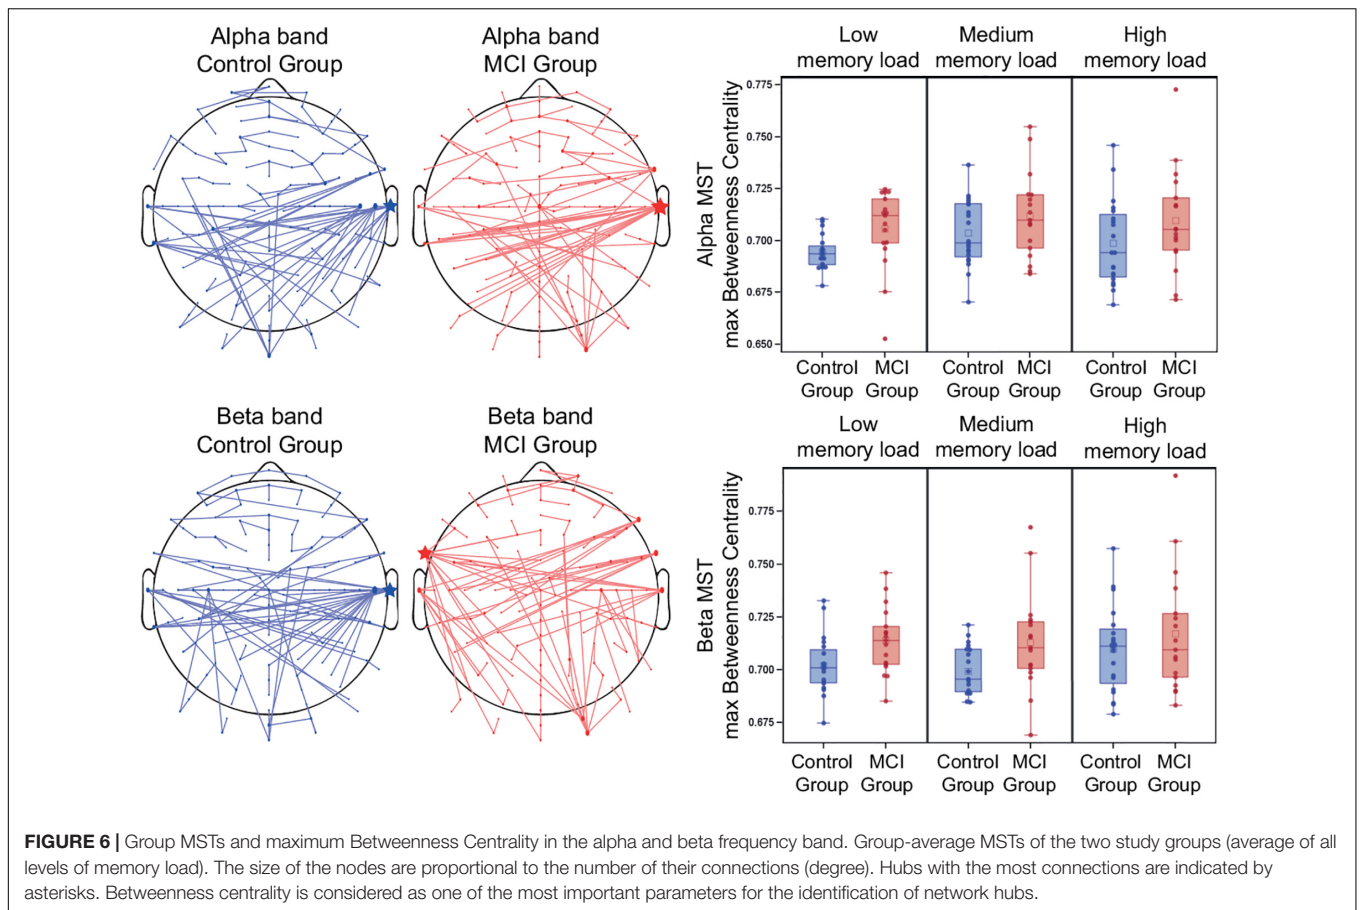 Alpha band
Control Group
Alpha band
MCI Group
Low
memory load
Medium
memory load
High
memory load
Alpha MST
max Betweenness Centrality
0.775
0.750
0.725
0.700
0.675
0.650
Control
Group
MCI
Group
Control
Group
MCI
Group
Control
Group
MCI
Group
Beta band
Control Group
Beta band
MCI Group
Low
memory load
Medium
memory load
High
memory load
Beta MST
max Betweenness Centrality
0.775
0.750
0.725
0.700
0.675
Control
Group
MCI
Group
Control
Group
MCI
Group
Control
Group
MCI
Group
FIGURE 6 | Group MSTs and maximum Betweenness Centrality in the alpha and beta frequency band. Group-average MSTs of the two study groups (average of all
levels of memory load). The size of the nodes are proportional to the number of their connections (degree). Hubs with the most connections are indicated by
asterisks. Betweenness centrality is considered as one of the most important parameters for the identification of network hubs.